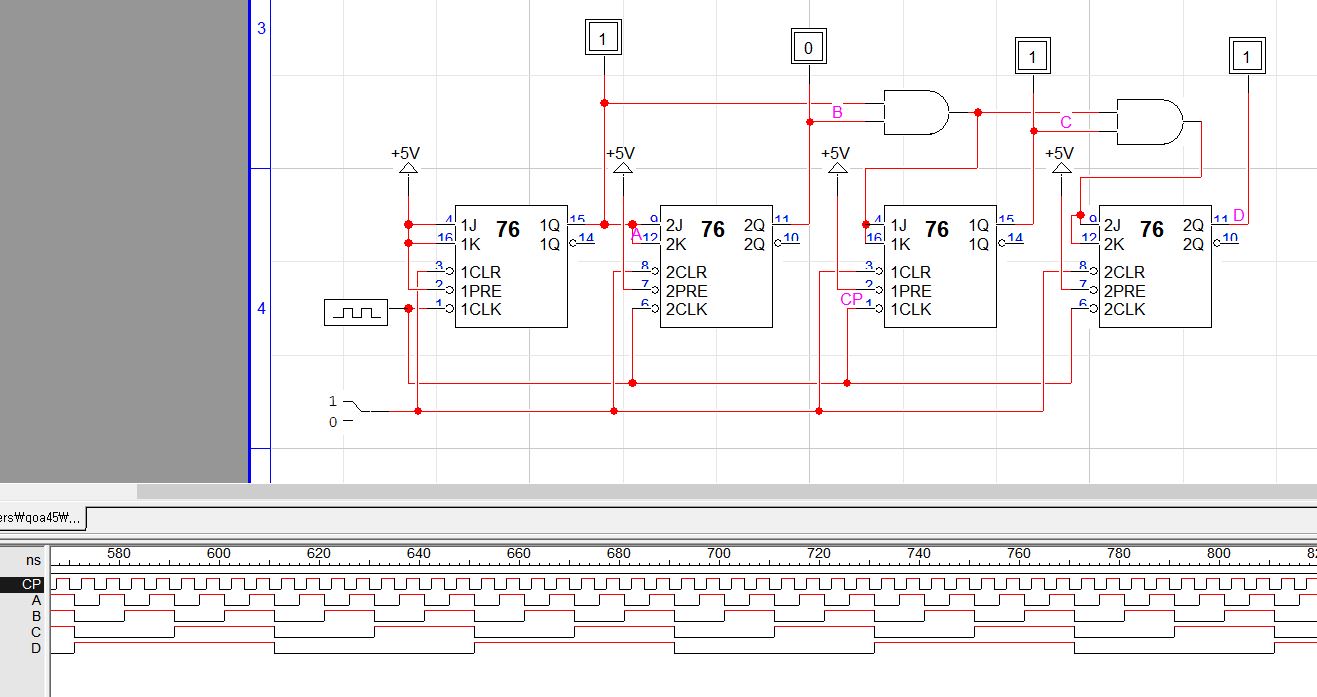 3
1
0
1
1
B
C
+5V
+5V
+5V
+5V
4 1J 76 1Q 15
16 1K 1Q 14
3 1CLR
2 1PRE
1 1CLK
A
9 2J 76 2Q 11
12 2K 2Q 10
8 2CLR
7 2PRE
6 2CLK
4 1J 76 1Q 15
16 1K 1Q 14
3 1CLR
2 1PRE
CP 1 1CLK
9 2J 76 2Q 11 D
12 2K 2Q 10
8 2CLR
7 2PRE
6 2CLK
4
1
0
ers₩qoa45₩...
ns 580 600 620 640 660 680 700 720 740 760 780 800
CP
A
B
C
D